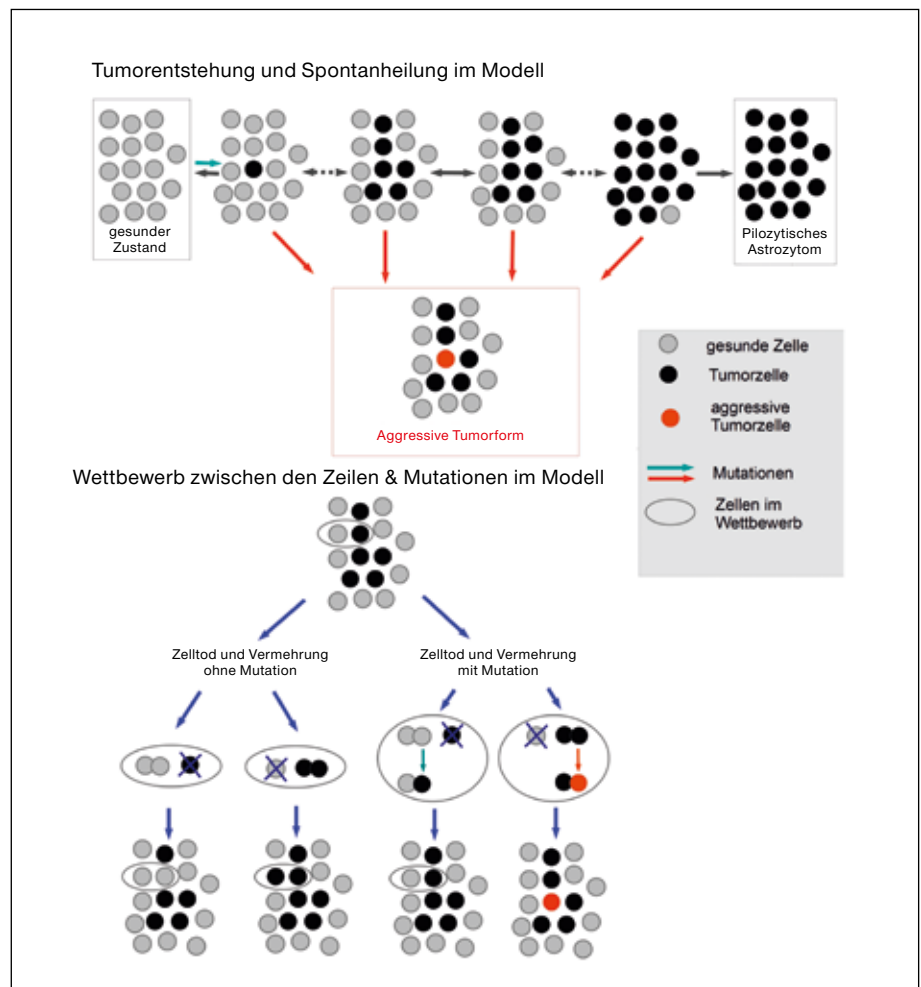 Tumorentstehung und Spontanheilung im Modell
gesunder
Zustand
Pilozytisches
Astrozytom
Aggressive Tumorform
gesunde Zelle
Tumorzelle
aggressive
Tumorzelle
Mutationen
Zellen im
Wettbewerb
Wettbewerb zwischen den Zeilen & Mutationen im Modell
Zelltod und Vermehrung
ohne Mutation
Zelltod und Vermehrung
mit Mutation